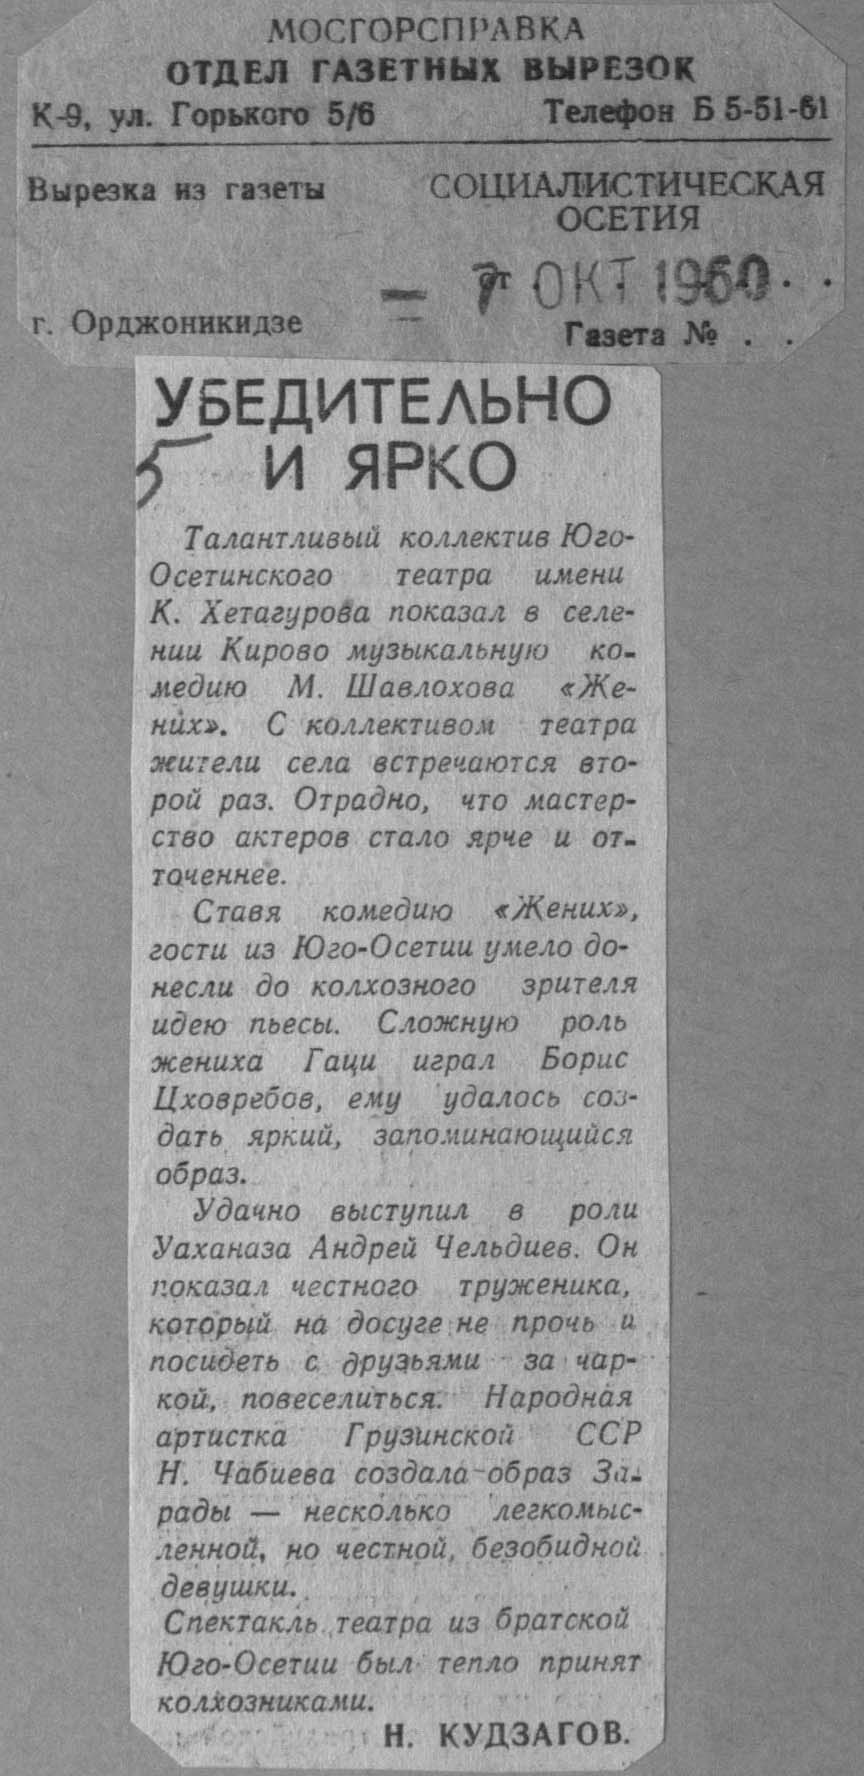 МОСГОРСПРАВКА
ОТДЕЛ ГАЗЕТНЫХ ВЫРЕЗОК
К-9, ул. Горького 5/6 Телефон Б 5-51-61
Вырезка из газеты СОЦИАЛИСТИЧЕСКАЯ
ОСЕТИЯ
- 7 ОКТ 1960 . .
г. Орджоникидзе
Газета № . .
УБЕДИТЕЛЬНО
5 И ЯРКО
Талантливый коллектив Юго-
Осетинского театра имени
К. Хетагурова показал в селе-
нии Кирово музыкальную ко-
медию М. Шавлохова «Же-
них». С коллективом театра
жители села встречаются вто-
рой раз. Отрадно, что мастер-
ство актеров стало ярче и от-
точеннее.
Ставя комедию «Жених»,
гости из Юго-Осетии умело до-
несли до колхозного зрителя
идею пьесы. Сложную роль
жениха Гаци играл Борис
Цховребов, ему удалось соз-
дать яркий, запоминающийся
образ.
Удачно выступил в роли
Уаханаза Андрей Чельдиев. Он
показал честного труженика,
который на досуге не прочь и
посидеть с друзьями за чар-
кой, повеселиться. Народная
артистка Грузинской ССР
Н. Чабиева создала образ За-
рады — несколько легкомыс-
ленной, но честной, безобидной
девушки.
Спектакль театра из братской
Юго-Осетии был тепло принят
колхозниками.
Н. КУДЗАГОВ.